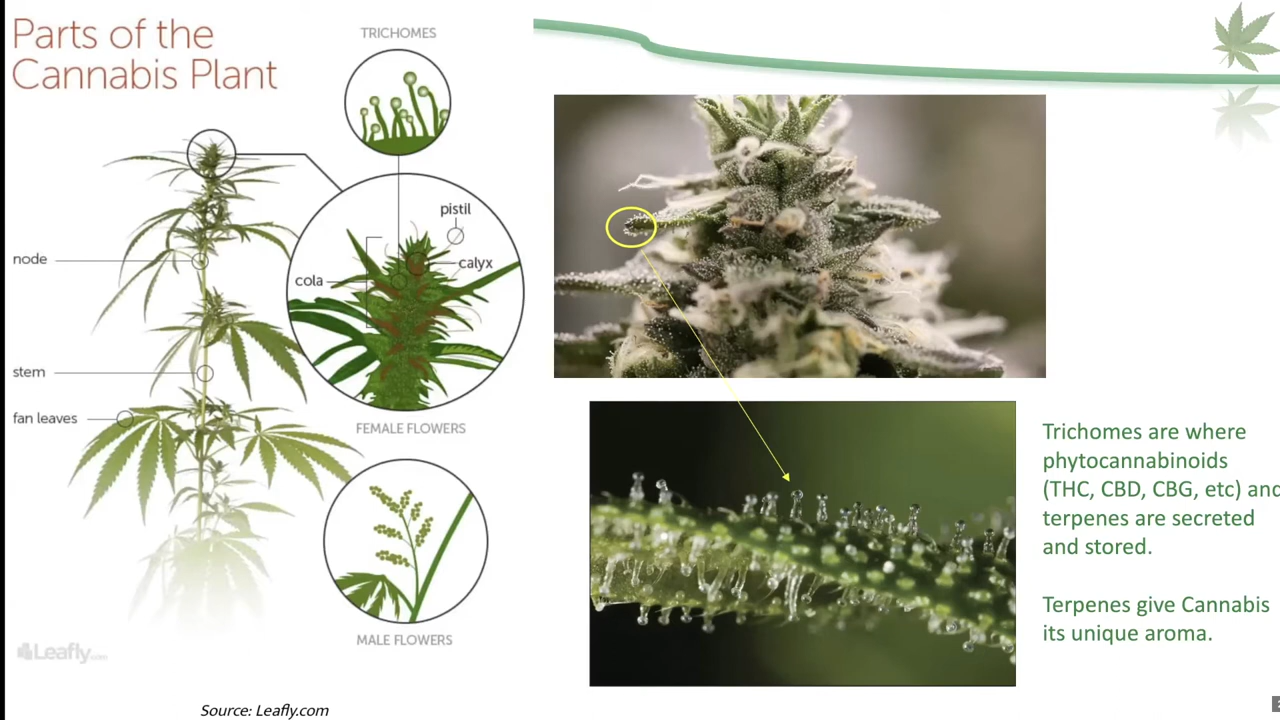 Parts of the
Cannabis Plant
TRICHOMES
pistil
calyx
cola
node
stem
fan leaves
FEMALE FLOWERS
MALE FLOWERS
Leafly.com
Source: Leafly.com
Trichomes are where
phytocannabinoids
(THC, CBD, CBG, etc) and
terpenes are secreted
and stored.
Terpenes give Cannabis
its unique aroma.